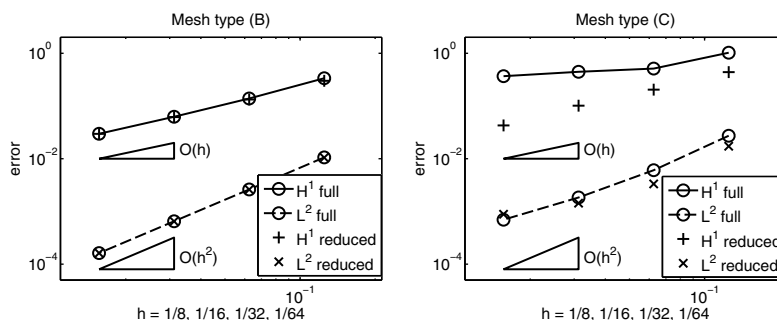 Mesh type (B)
10^0
10^-2
10^-4
error
O(h)
O(h^2)
H^1 full
L^2 full
H^1 reduced
L^2 reduced
10^-1
h = 1/8, 1/16, 1/32, 1/64
Mesh type (C)
10^0
10^-2
10^-4
error
O(h)
O(h^2)
H^1 full
L^2 full
H^1 reduced
L^2 reduced
10^-1
h = 1/8, 1/16, 1/32, 1/64